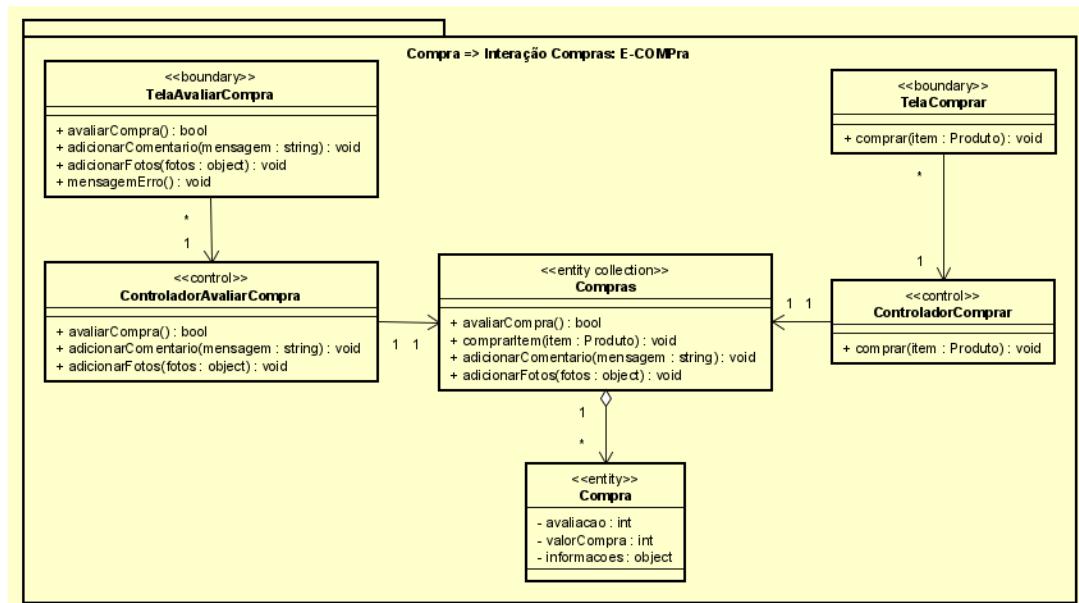 Compra => Interação Compras: E-COMPra
<<boundary>>
TelaAvaliarCompra
+ avaliarCompra() : bool
+ adicionarComentario(mensagem : string) : void
+ adicionarFotos(fotos : object) : void
+ mensagemErro() : void
<<boundary>>
TelaComprar
+ comprar(item : Produto) : void
*
1
*
1
<<control>>
ControladorAvaliarCompra
+ avaliarCompra() : bool
+ adicionarComentario(mensagem : string) : void
+ adicionarFotos(fotos : object) : void
1 1
<<entity collection>>
Compras
+ avaliarCompra() : bool
+ comprarItem(item : Produto) : void
+ adicionarComentario(mensagem : string) : void
+ adicionarFotos(fotos : object) : void
1 1
<<control>>
ControladorComprar
+ comprar(item : Produto) : void
1
*
<<entity>>
Compra
- avaliacao : int
- valorCompra : int
- informacoes : object